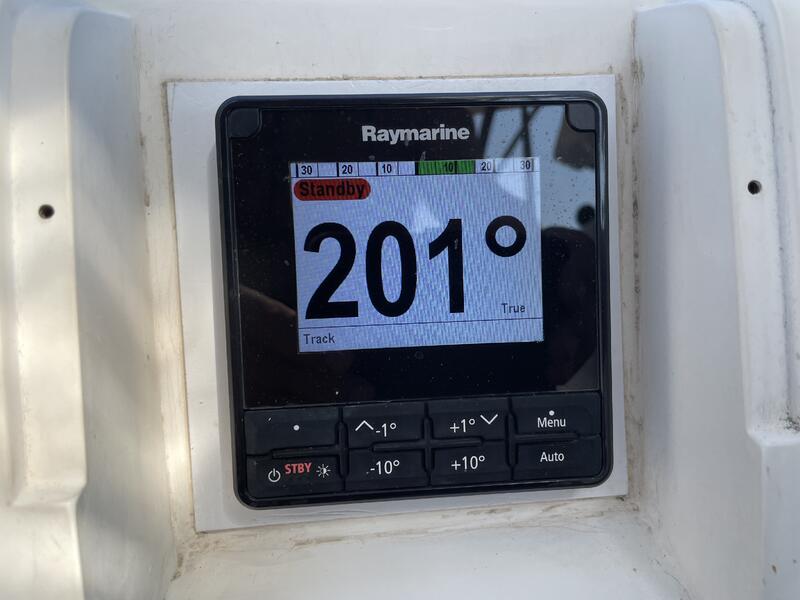 Raymarine
30 20 10 10 20 30
Standby
201°
True
Track
-1° +1° Menu
STBY -10° +10° Auto